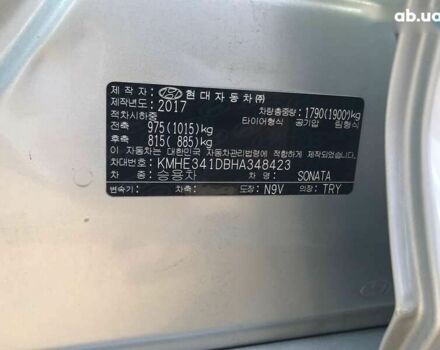 ab.ua
제 작 자: 현 대 자 동 차 ㈜
제작년도: 2017 차량총중량: 1790(1900)kg
적차시하중 타이어형식 공기압 림형식
전축 975(1015)kg
후축 815( 885)kg
이 자동차는 대한민국 자동차관리법령에 적합하게 제작되었습니다.
차대번호: KMHE341DBHA348423
차 종: 승용차 SONATA
변속기: 차축: 도장: N9V 의장: TRY